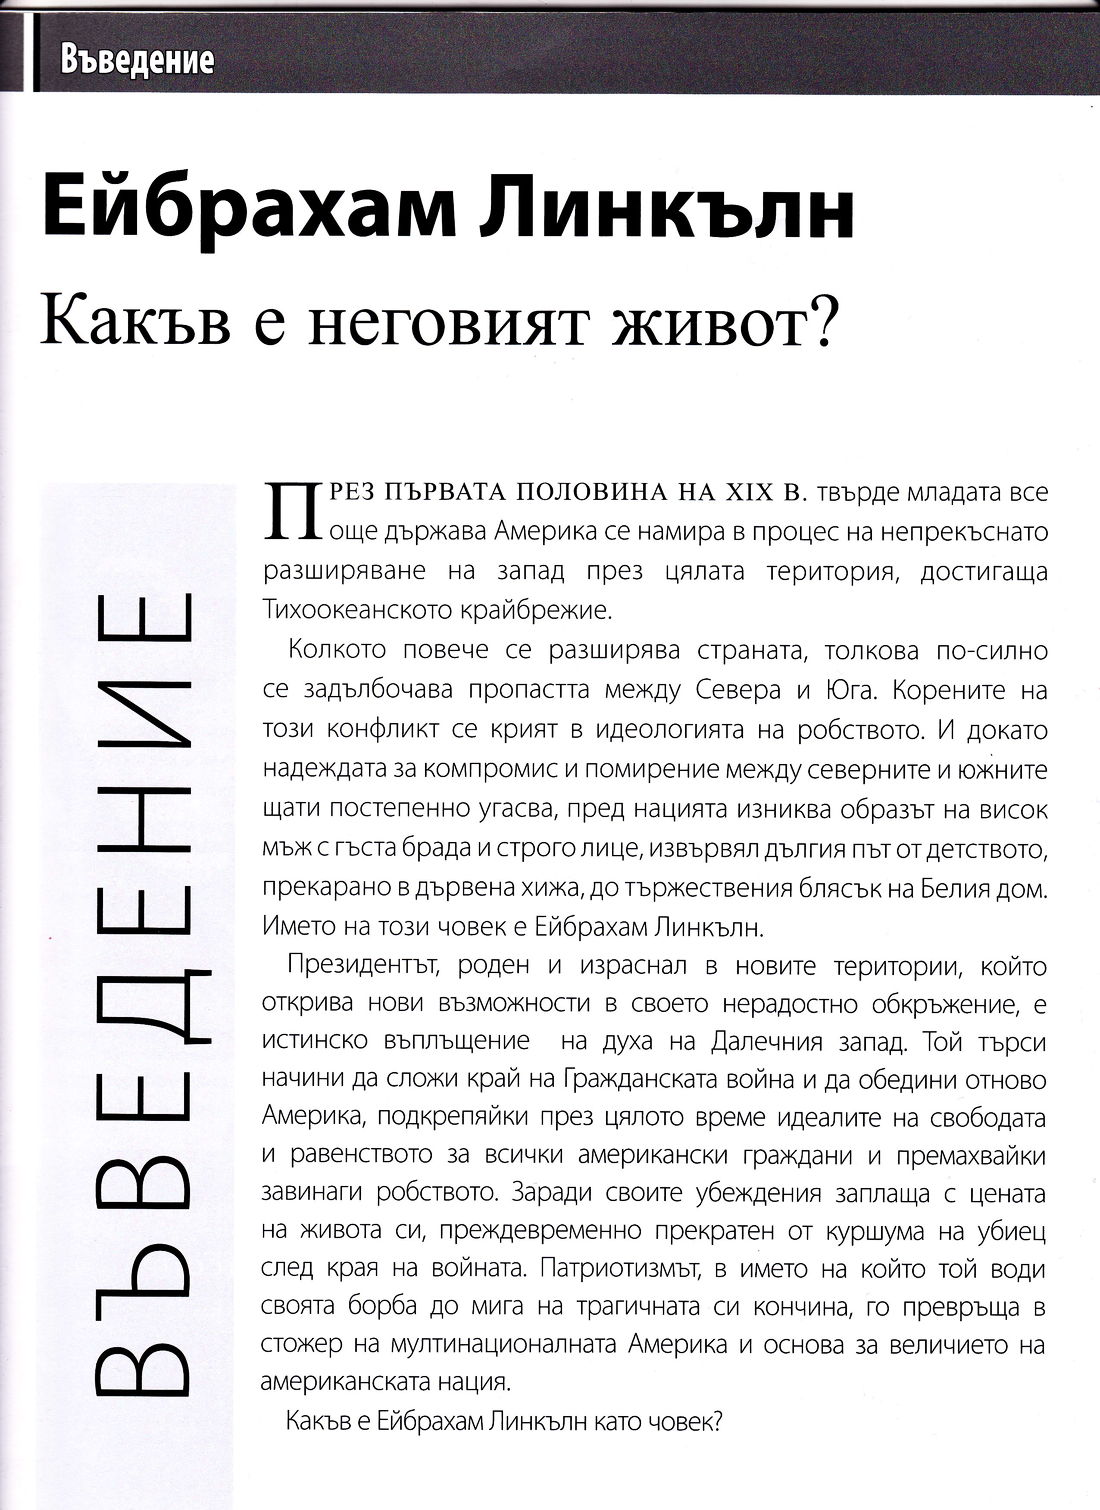 Въведение
Ейбрахам Линкълн
Какъв е неговият живот?
ВЪВЕДЕНИЕ
ПРЕЗ ПЪРВАТА ПОЛОВИНА НА XIX В. твърде младата все
още държава Америка се намира в процес на непрекъснато
разширяване на запад през цялата територия, достигаща
Тихоокеанското крайбрежие.
Колкото повече се разширява страната, толкова по-силно
се задълбочава пропастта между Севера и Юга. Корените на
този конфликт се крият в идеологията на робството. И докато
надеждата за компромис и помирение между северните и южните
щати постепенно угасва, пред нацията изниква образът на висок
мъж с гъста брада и строго лице, извървял дългия път от детството,
прекарано в дървена хижа, до тържествения блясък на Белия дом.
Името на този човек е Ейбрахам Линкълн.
Президентът, роден и израснал в новите територии, който
открива нови възможности в своето нерадостно обкръжение, е
истинско въплъщение на духа на Далечния запад. Той търси
начини да сложи край на Гражданската война и да обедини отново
Америка, подкрепяйки през цялото време идеалите на свободата
и равенството за всички американски граждани и премахвайки
завинаги робството. Заради своите убеждения заплаща с цената
на живота си, преждевременно прекратен от куршума на убиец
след края на войната. Патриотизмът, в името на който той води
своята борба до мига на трагичната си кончина, го превръща в
стожер на мултинационалната Америка и основа за величието на
американската нация.
Какъв е Ейбрахам Линкълн като човек?